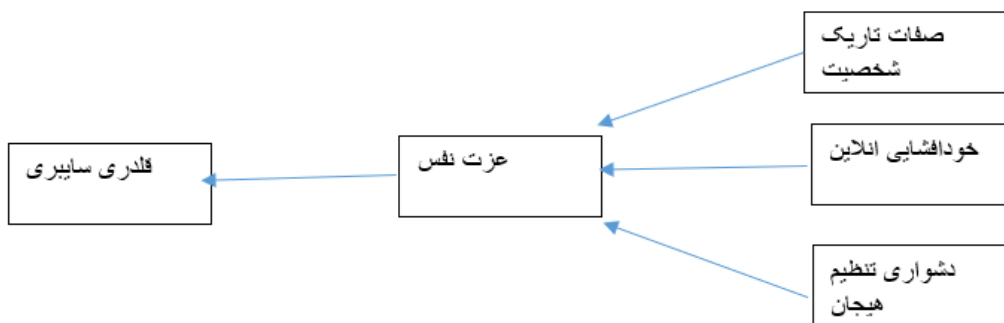 صفات تاریک
شخصیت
خودافشایی انلاین
عزت نفس
قلدری سایبری
دشواری تنظیم
هیجان